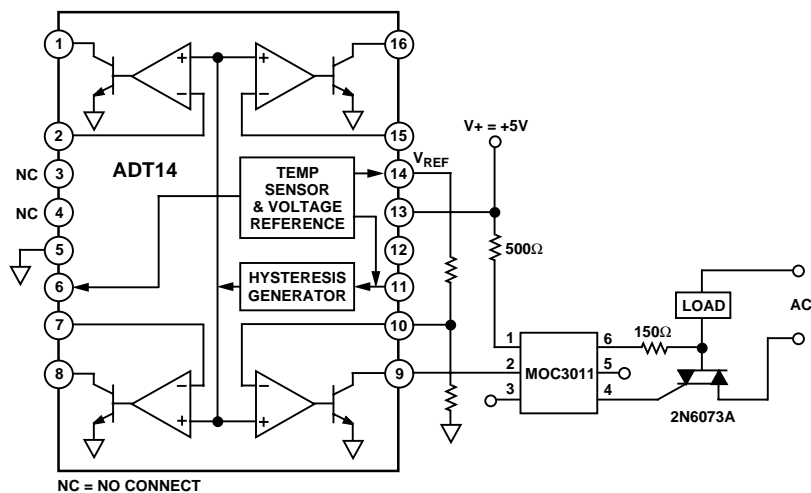 1
16
2
15
NC
3
ADT14
TEMP
SENSOR
& VOLTAGE
REFERENCE
VREF
14
V+ = +5V
NC
4
13
500Ω
5
12
6
HYSTERESIS
GENERATOR
11
LOAD
AC
7
10
150Ω
8
9
1
6
2
MOC3011
5
3
4
2N6073A
NC = NO CONNECT